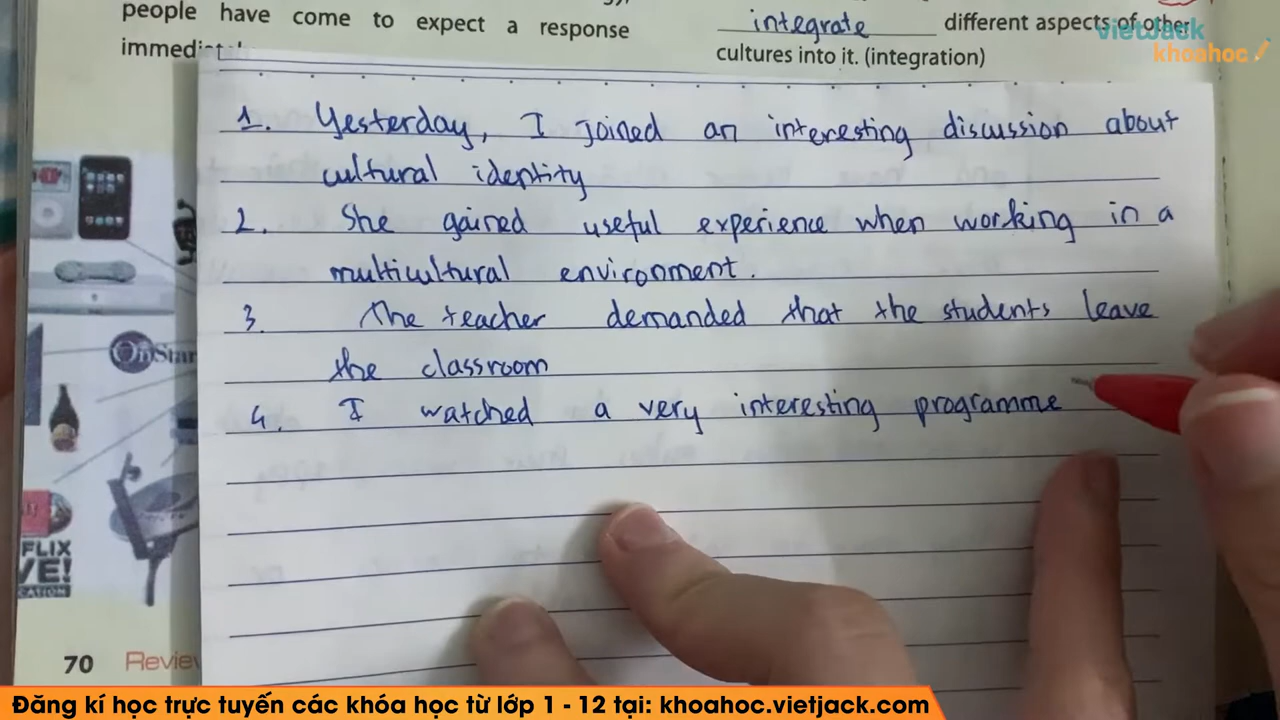 people have come to expect a response
integrate different aspects of other
cultures into it. (integration)
vietJack
khoahoc
1. Yesterday, I joined an interesting discussion about
cultural identity
2. She gained useful experience when working in a
multicultural environment.
3. The teacher demanded that the students leave
the classroom
4. I watched a very interesting programme
OnStar
FLIX
VE!
70 Review
Đăng kí học trực tuyến các khóa học từ lớp 1 - 12 tại: khoahoc.vietjack.com